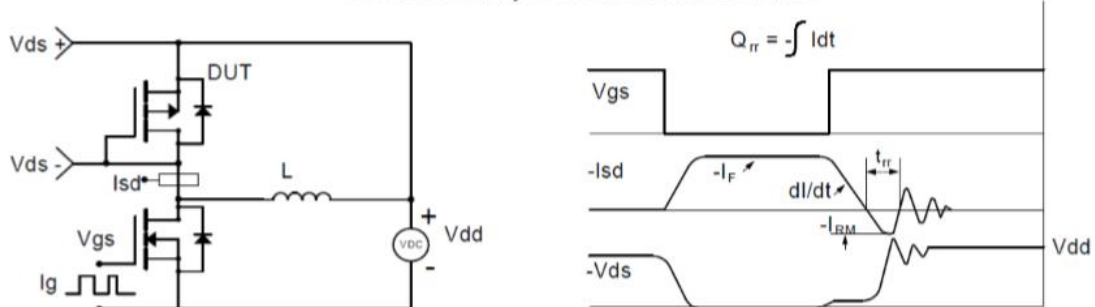 Vds +
DUT
Vds -
Isd
L
Vgs
Ig
VDC
+
-
Vdd
Qrr = -∫ Idt
Vgs
-Isd
-IF
dI/dt
trr
-IRM
-Vds
Vdd